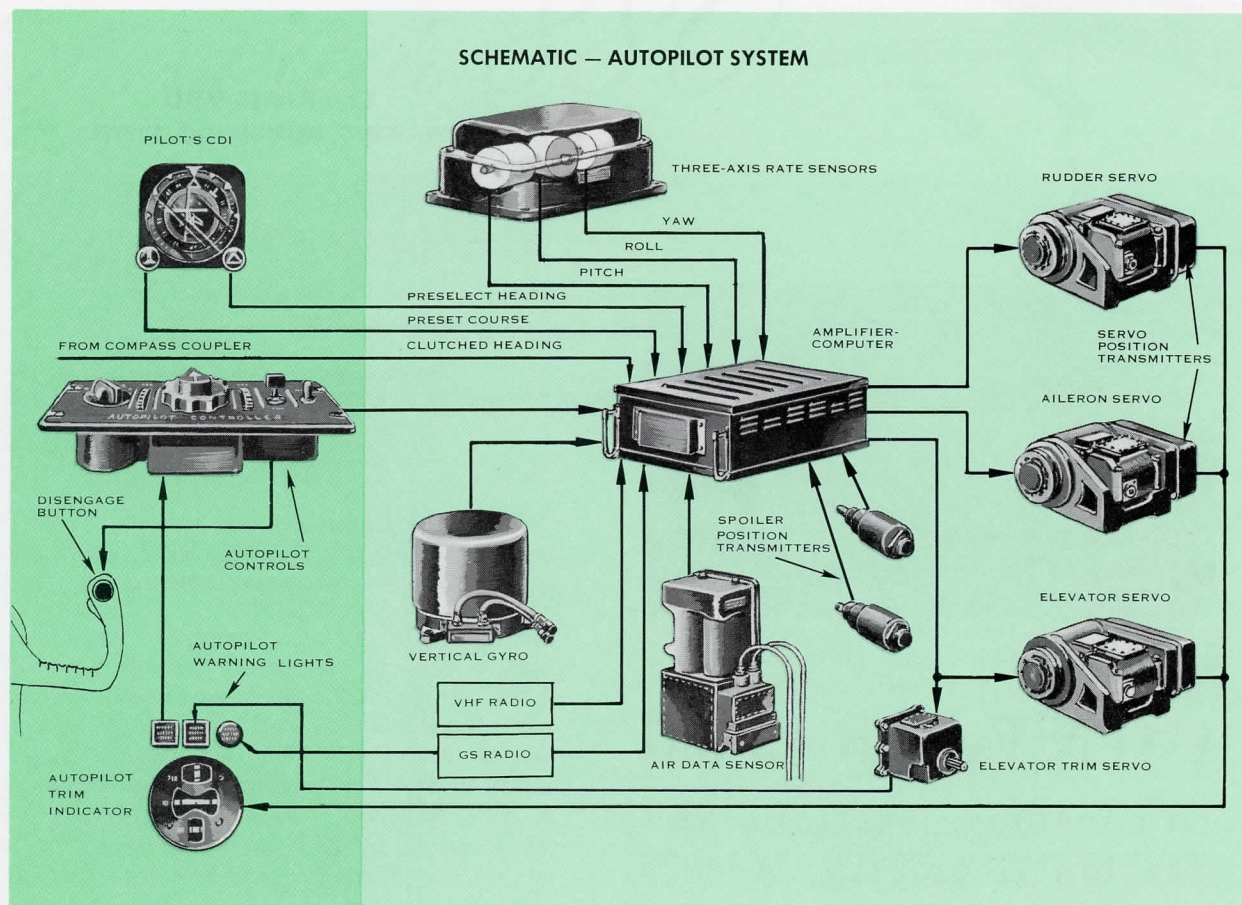 SCHEMATIC — AUTOPILOT SYSTEM
PILOT'S CDI
THREE-AXIS RATE SENSORS
RUDDER SERVO
YAW
ROLL
PITCH
PRESELECT HEADING
PRESET COURSE
FROM COMPASS COUPLER
CLUTCHED HEADING
AMPLIFIER-
COMPUTER
SERVO
POSITION
TRANSMITTERS
AUTOPILOT CONTROLLER
AILERON SERVO
DISENGAGE
BUTTON
AUTOPILOT
CONTROLS
SPOILER
POSITION
TRANSMITTERS
ELEVATOR SERVO
AUTOPILOT
WARNING LIGHTS
VERTICAL GYRO
VHF RADIO
GS RADIO
AIR DATA SENSOR
ELEVATOR TRIM SERVO
AUTOPILOT
TRIM
INDICATOR